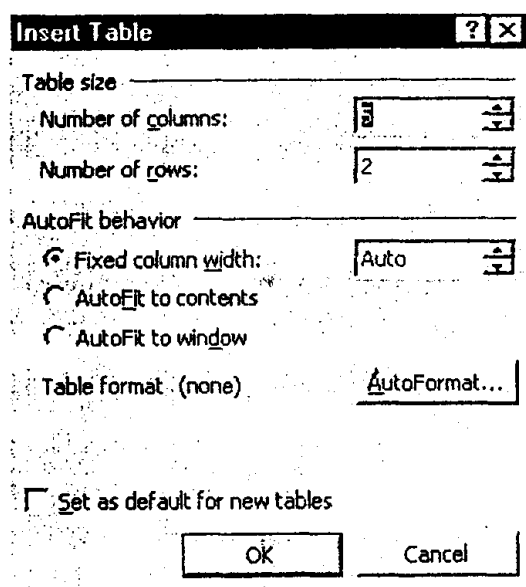 Insert Table ? X
Table size
Number of columns:
Number of rows: 2
AutoFit behavior
Fixed column width: Auto
AutoFit to contents
AutoFit to window
Table format (none) AutoFormat...
Set as default for new tables
OK Cancel